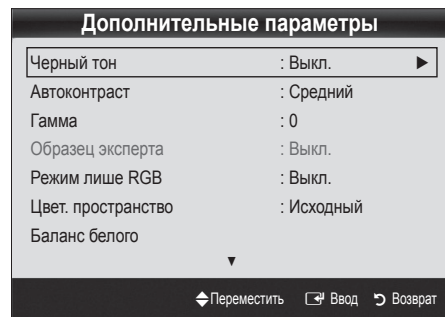 Дополнительные параметры
Черный тон : Выкл. ►
Автоконтраст : Средний
Гамма : 0
Образец эксперта : Выкл.
Режим лише RGB : Выкл.
Цвет. пространство : Исходный
Баланс белого
▼
Переместить Ввод Возврат